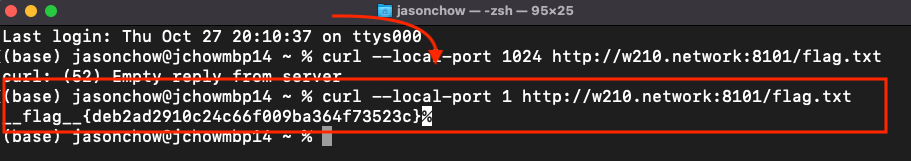 jasonchow — -zsh — 95×25
Last login: Thu Oct 27 20:10:37 on ttys000
(base) jasonchow@jchowmbp14 ~ % curl --local-port 1024 http://w210.network:8101/flag.txt
curl: (52) Empty reply from server
(base) jasonchow@jchowmbp14 ~ % curl --local-port 1 http://w210.network:8101/flag.txt
__flag__{deb2ad2910c24c66f009ba364f73523c}%
(base) jasonchow@jchowmbp14 ~ %